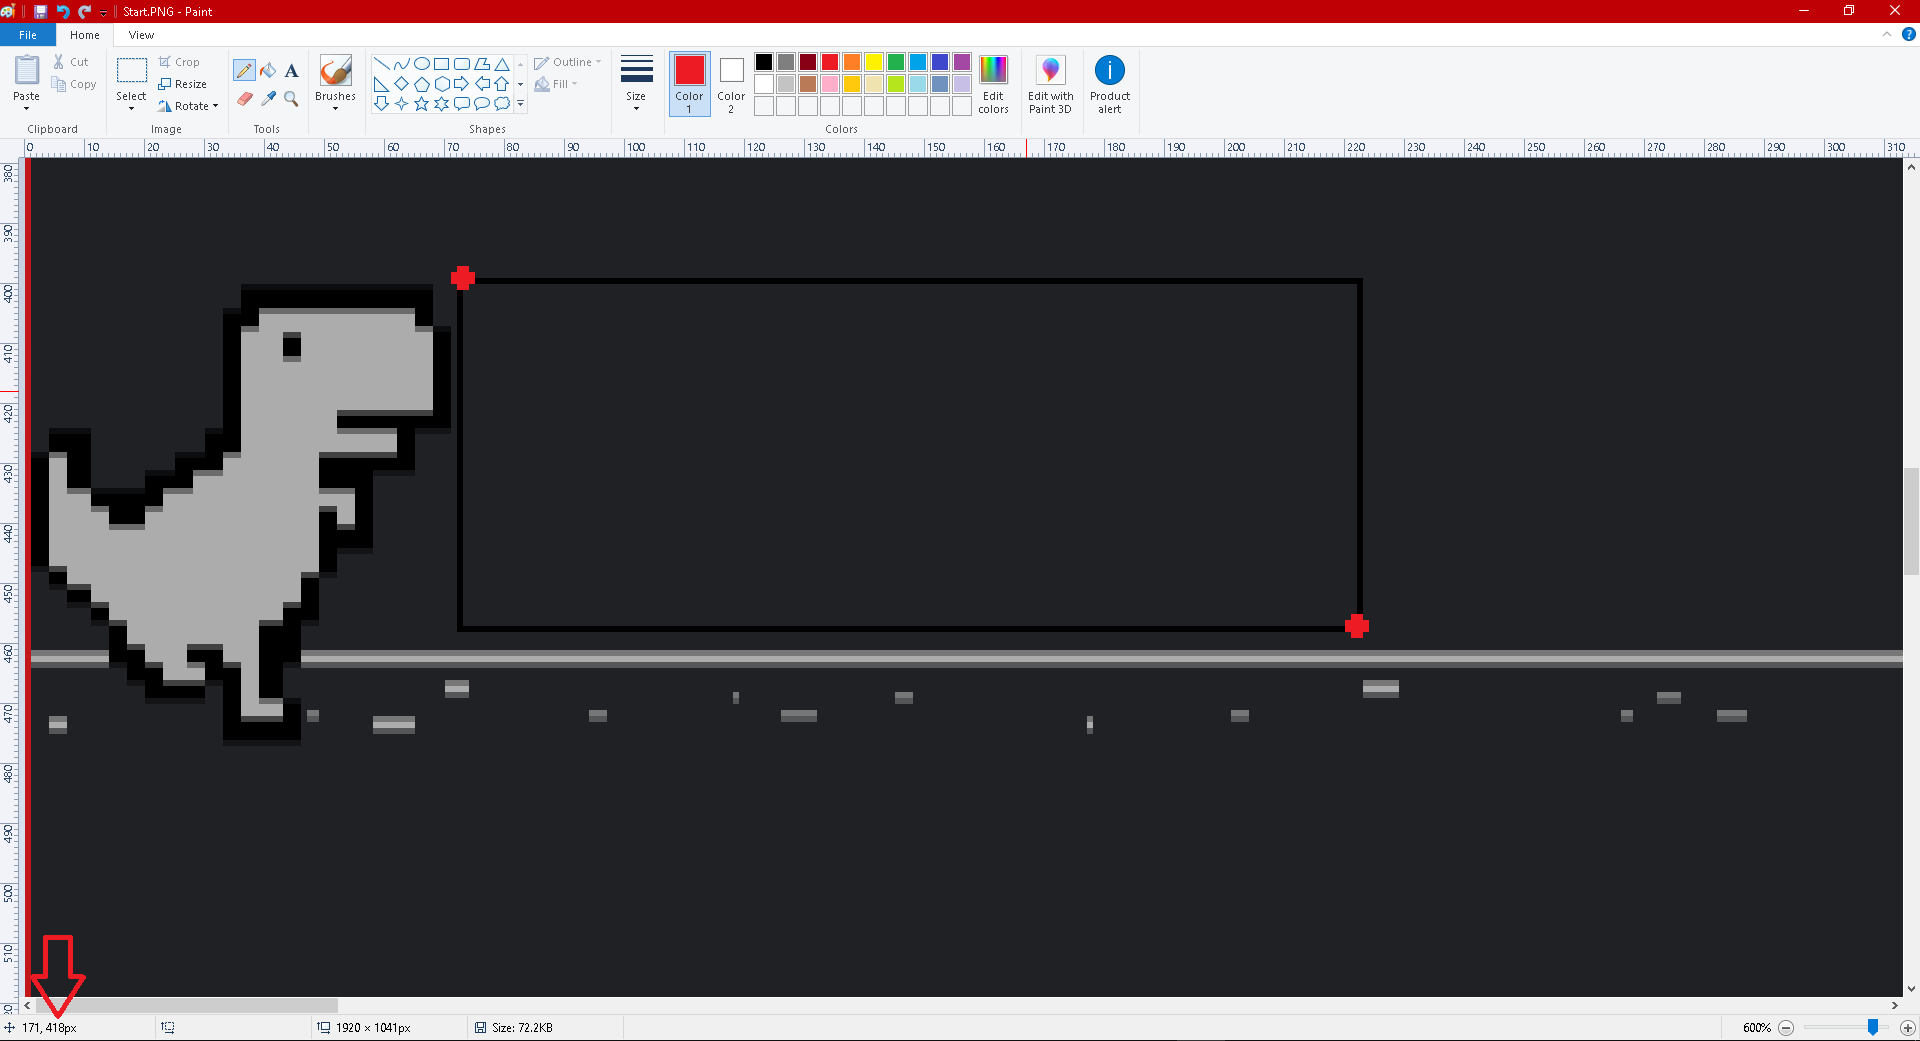 Start.PNG - Paint
File Home View
Paste
Cut
Copy
Clipboard
Select
Crop
Resize
Rotate
Image
A
Tools
Brushes
Shapes
Outline
Fill
Size
Color 1
Color 2
Edit colors
Colors
Edit with Paint 3D
Product alert
0 10 20 30 40 50 60 70 80 90 100 110 120 130 140 150 160 170 180 190 200 210 220 230 240 250 260 270 280 290 300 310
380
390
400
410
420
430
440
450
460
470
480
490
500
510
171, 418px
1920 × 1041px
Size: 72.2KB
600%